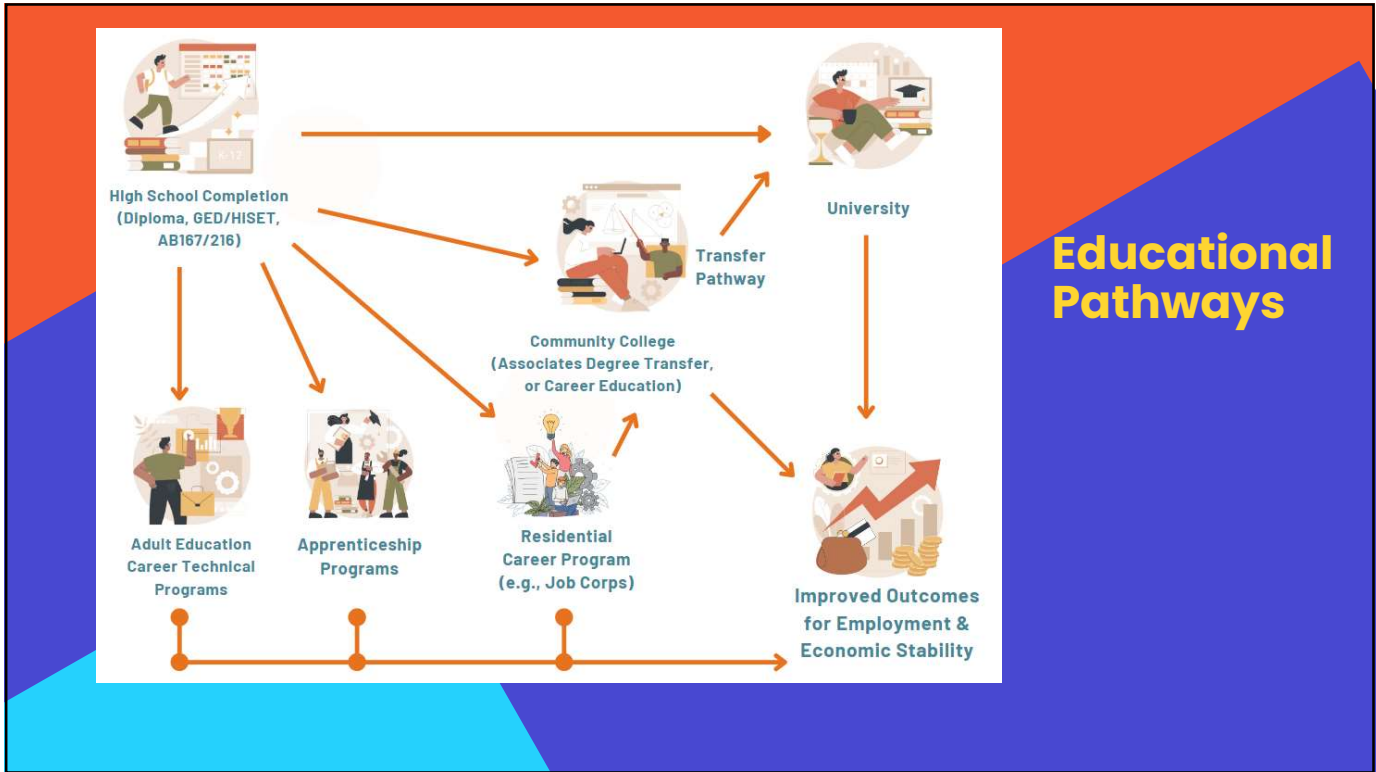 K-12
High School Completion
(Diploma, GED/HISET,
AB167/216)
University
Educational
Pathways
Transfer
Pathway
Community College
(Associates Degree Transfer,
or Career Education)
Adult Education
Career Technical
Programs
Apprenticeship
Programs
Residential
Career Program
(e.g., Job Corps)
Improved Outcomes
for Employment &
Economic Stability